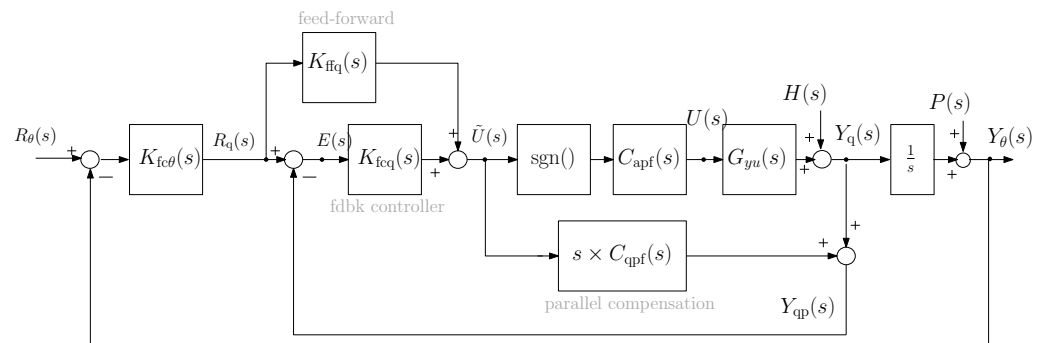 feed-forward
K_ffq(s)
H(s)
P(s)
R_θ(s)
+
−
K_fcθ(s)
R_q(s)
+
−
E(s)
K_fcq(s)
+
+
Ũ(s)
sgn()
C_apf(s)
U(s)
G_yu(s)
+
+
Y_q(s)
1/s
+
+
Y_θ(s)
fdbk controller
s × C_qpf(s)
+
+
parallel compensation
Y_qp(s)